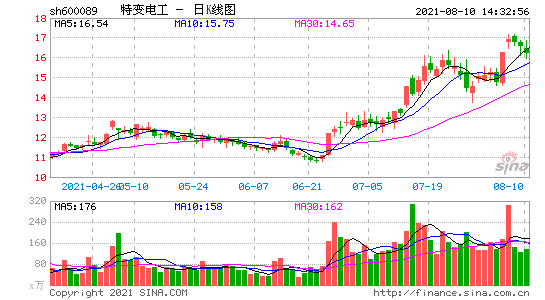 sh600089 特变电工 - 日K线图 2021-08-10 14:32:56
MA5:16.54 MA10:15.75 MA30:14.65
18
17
16
15
14
13
12
11
10
sina
2021-04-26 05-10 05-24 06-07 06-21 07-05 07-19 08-10
MA5:176 MA10:158 MA30:162
320
240
160
80
x万
Copyright 2021 SINA.COM http://finance.sina.com.cn